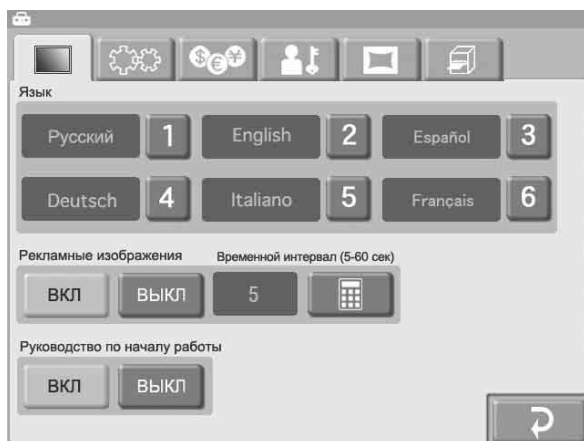 $ € ¥
Язык
Русский 1 English 2 Español 3
Deutsch 4 Italiano 5 Français 6
Рекламные изображения Временной интервал (5-60 сек)
ВКЛ ВЫКЛ 5
Руководство по началу работы
ВКЛ ВЫКЛ